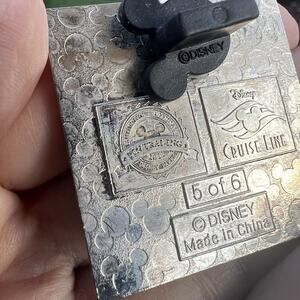 ©DISNEY
Disney
CRUISE LINE
5 of 6
© DISNEY
Made in China